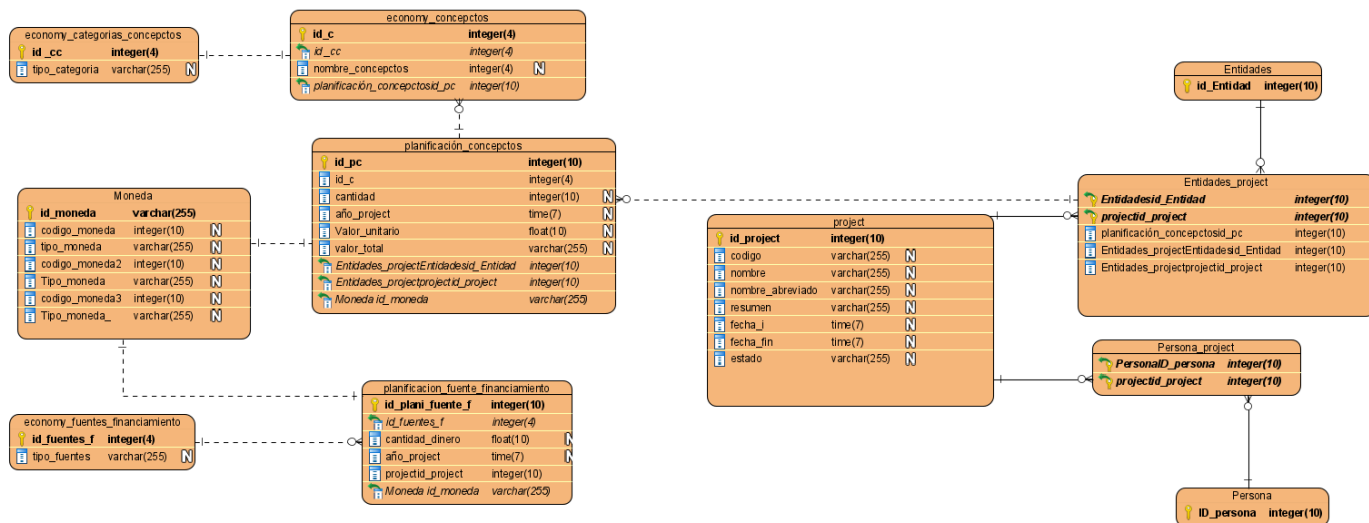 economy_categorias_concepctos
id_cc integer(4)
tipo_categoria varchar(255) N
economy_concepctos
id_c integer(4)
id_cc integer(4)
nombre_concepctos integer(4) N
planificación_concepctosid_pc integer(10)
Entidades
id_Entidad integer(10)
planificación_concepctos
id_pc integer(10)
id_c integer(4)
cantidad integer(10) N
año_project time(7) N
Valor_unitario float(10) N
valor_total varchar(255) N
Entidades_projectEntidadesid_Entidad integer(10)
Entidades_projectprojectid_project integer(10)
Moneda id_moneda varchar(255)
Moneda
id_moneda varchar(255)
codigo_moneda integer(10) N
tipo_moneda varchar(255) N
codigo_moneda2 integer(10) N
Tipo_moneda varchar(255) N
codigo_moneda3 integer(10) N
Tipo_moneda_ varchar(255) N
Entidades_project
Entidadesid_Entidad integer(10)
projectid_project integer(10)
planificación_concepctosid_pc integer(10)
Entidades_projectEntidadesid_Entidad integer(10)
Entidades_projectprojectid_project integer(10)
project
id_project integer(10)
codigo varchar(255) N
nombre varchar(255) N
nombre_abreviado varchar(255) N
resumen varchar(255) N
fecha_i time(7) N
fecha_fin time(7) N
estado varchar(255) N
Persona_project
PersonaID_persona integer(10)
projectid_project integer(10)
planificacion_fuente_financiamiento
id_plani_fuente_f integer(10)
id_fuentes_f integer(4)
cantidad_dinero float(10) N
año_project time(7) N
projectid_project integer(10)
Moneda id_moneda varchar(255)
economy_fuentes_financiamiento
id_fuentes_f integer(4)
tipo_fuentes varchar(255) N
Persona
ID_persona integer(10)